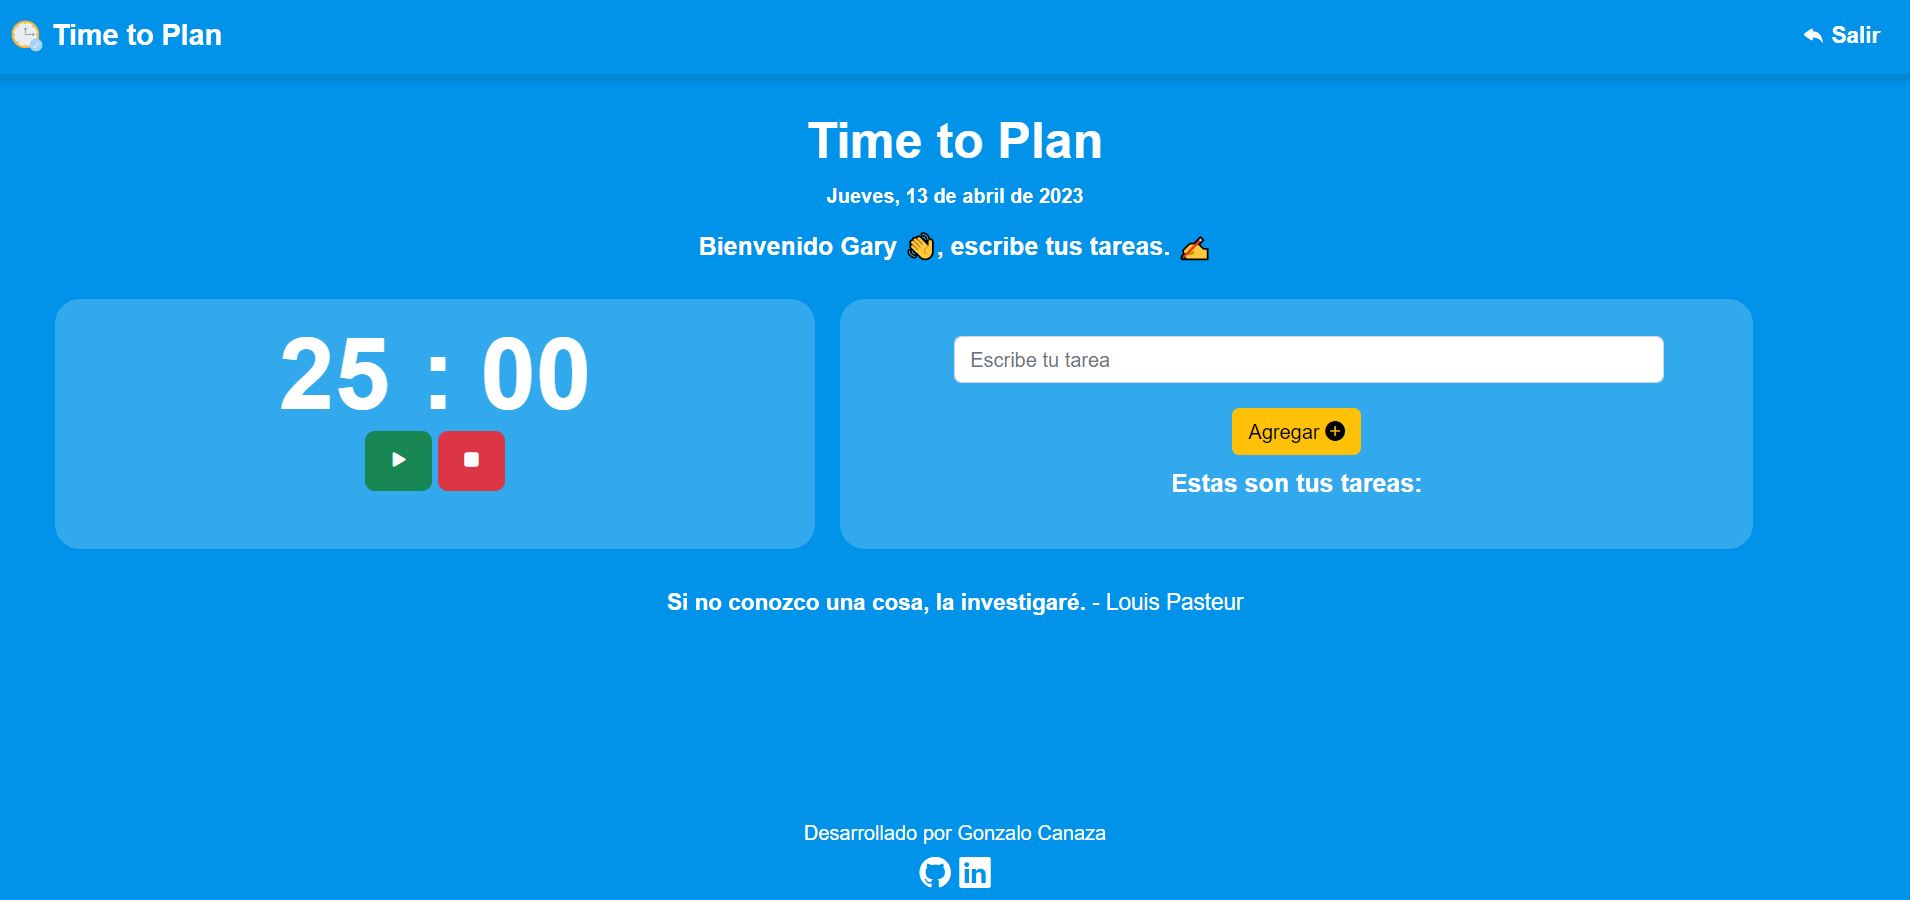 Time to Plan
Salir
Time to Plan
Jueves, 13 de abril de 2023
Bienvenido Gary 👋, escribe tus tareas. ✍
25 : 00
Escribe tu tarea
Agregar
Estas son tus tareas:
Si no conozco una cosa, la investigaré. - Louis Pasteur
Desarrollado por Gonzalo Canaza
in